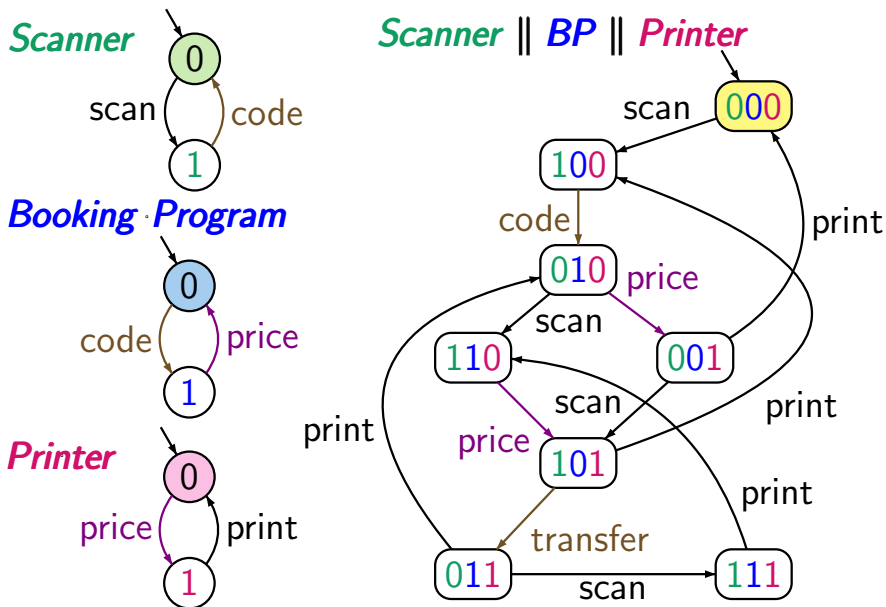 Scanner
0
scan
code
1
Booking Program
0
code
price
1
Printer
0
price
print
1
Scanner || BP || Printer
000
scan
100
code
print
010
price
scan
110
001
scan
print
price
print
101
print
transfer
011
scan
111